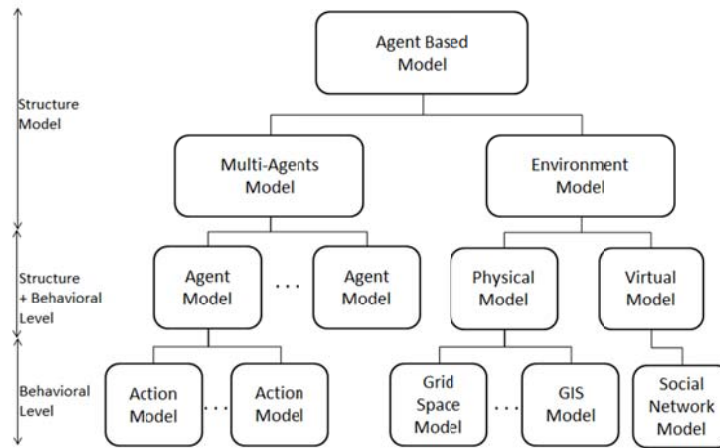 Agent Based
Model
Structure
Model
Multi-Agents
Model
Environment
Model
Structure
+ Behavioral
Level
Agent
Model
...
Agent
Model
Physical
Model
Virtual
Model
Behavioral
Level
Action
Model
...
Action
Model
Grid
Space
Model
...
GIS
Model
Social
Network
Model